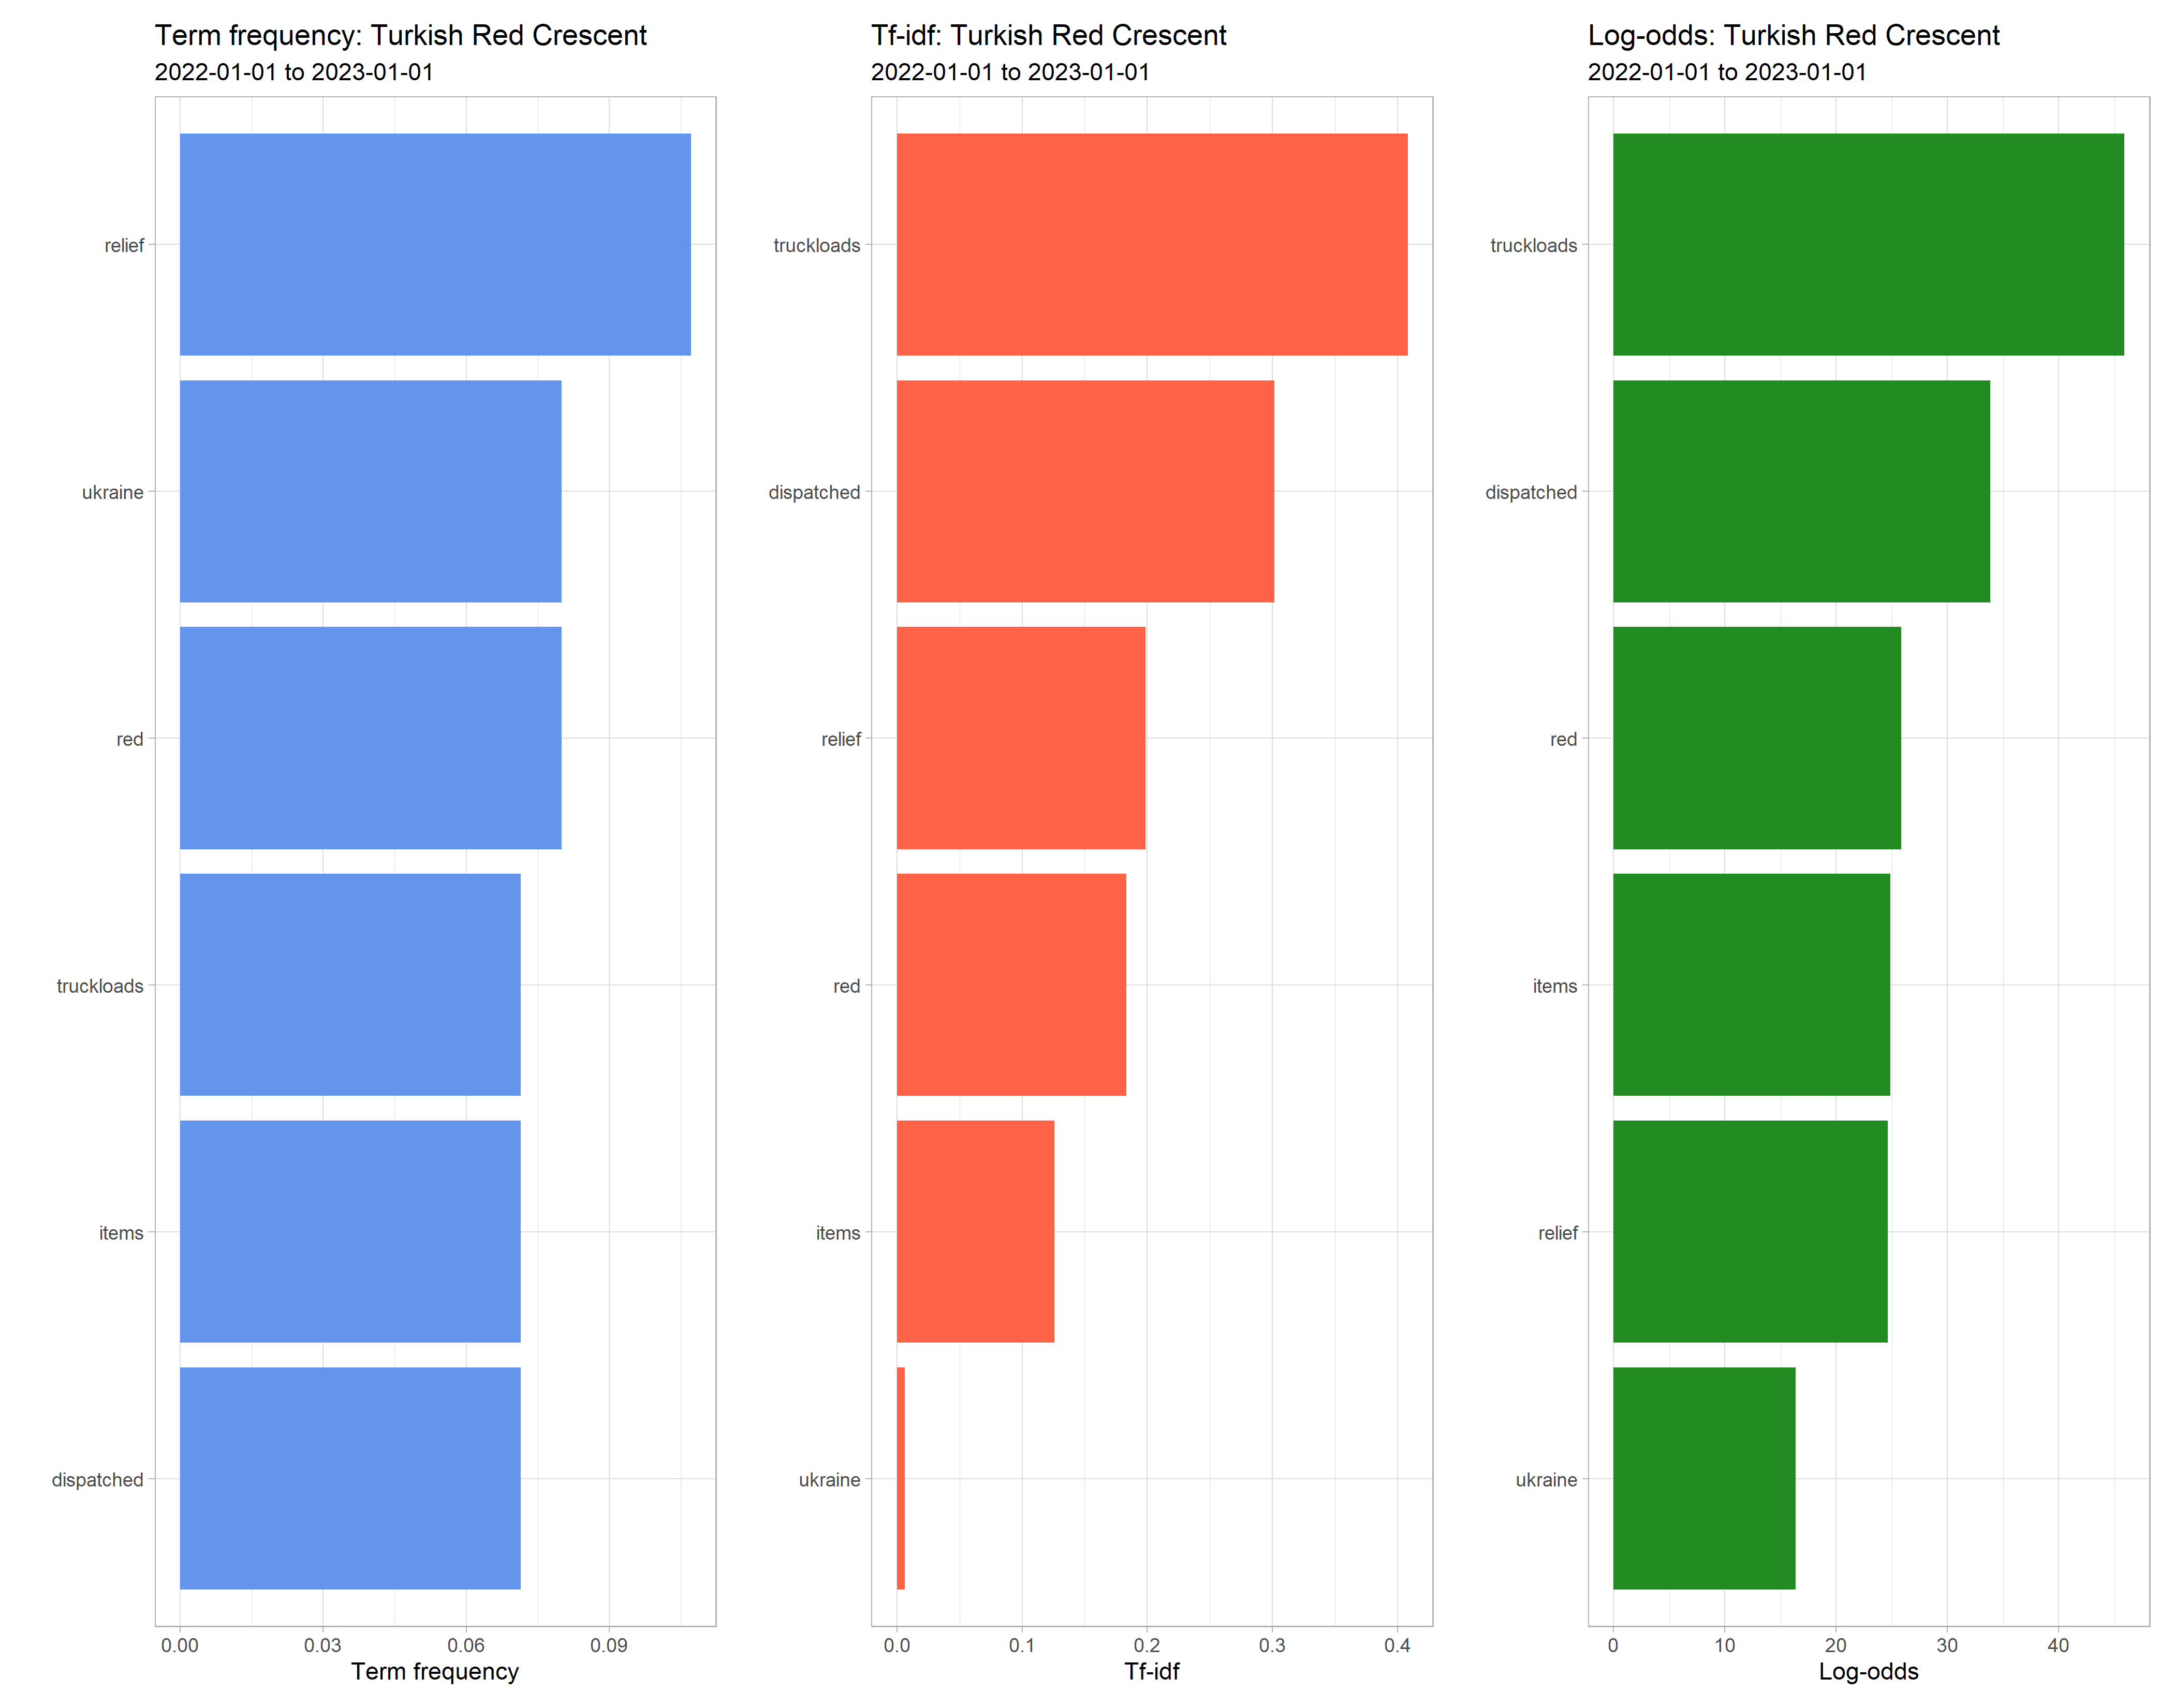 Term frequency: Turkish Red Crescent
2022-01-01 to 2023-01-01
relief
ukraine
red
truckloads
items
dispatched
0.00 0.03 0.06 0.09
Term frequency
Tf-idf: Turkish Red Crescent
2022-01-01 to 2023-01-01
truckloads
dispatched
relief
red
items
ukraine
0.0 0.1 0.2 0.3 0.4
Tf-idf
Log-odds: Turkish Red Crescent
2022-01-01 to 2023-01-01
truckloads
dispatched
red
items
relief
ukraine
0 10 20 30 40
Log-odds